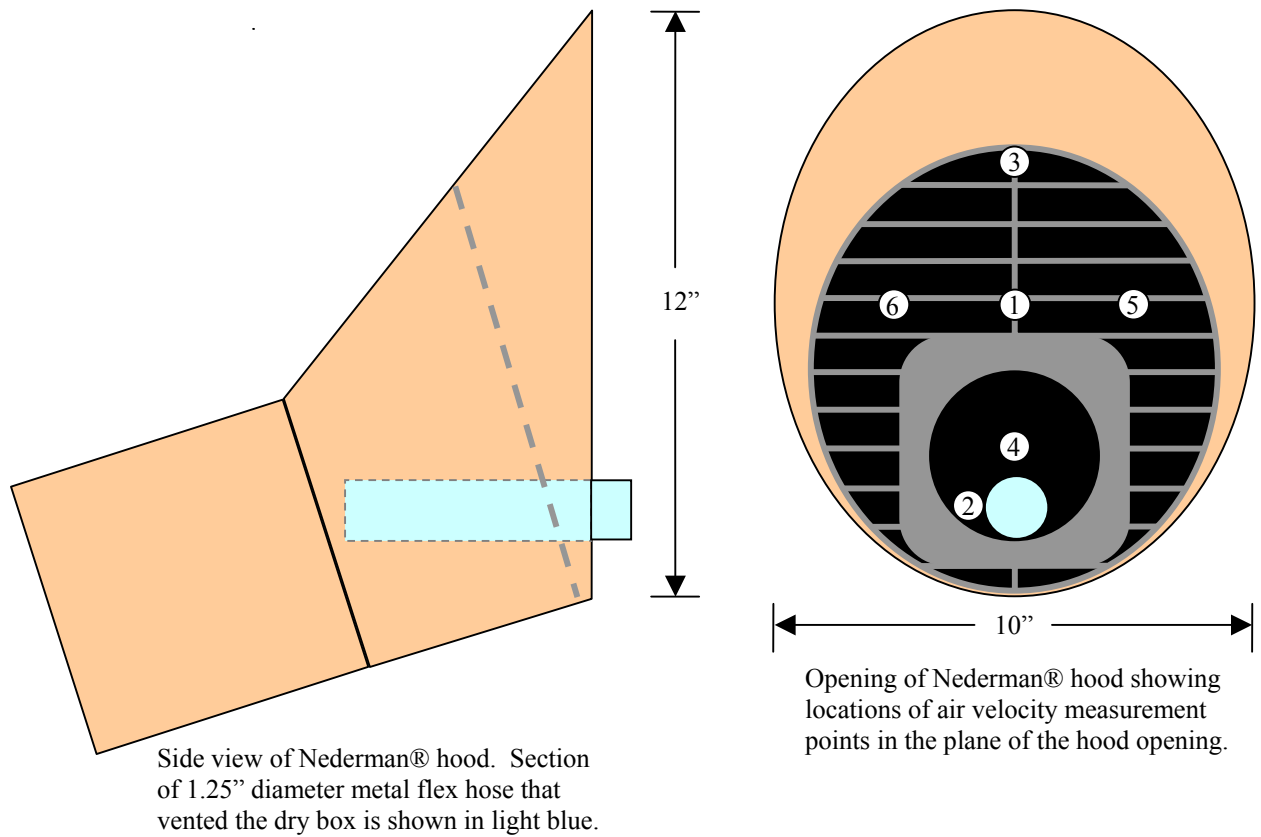 12”
3
6
1
5
4
2
10”
Side view of Nederman® hood.  Section
of 1.25” diameter metal flex hose that
vented the dry box is shown in light blue.
Opening of Nederman® hood showing
locations of air velocity measurement
points in the plane of the hood opening.